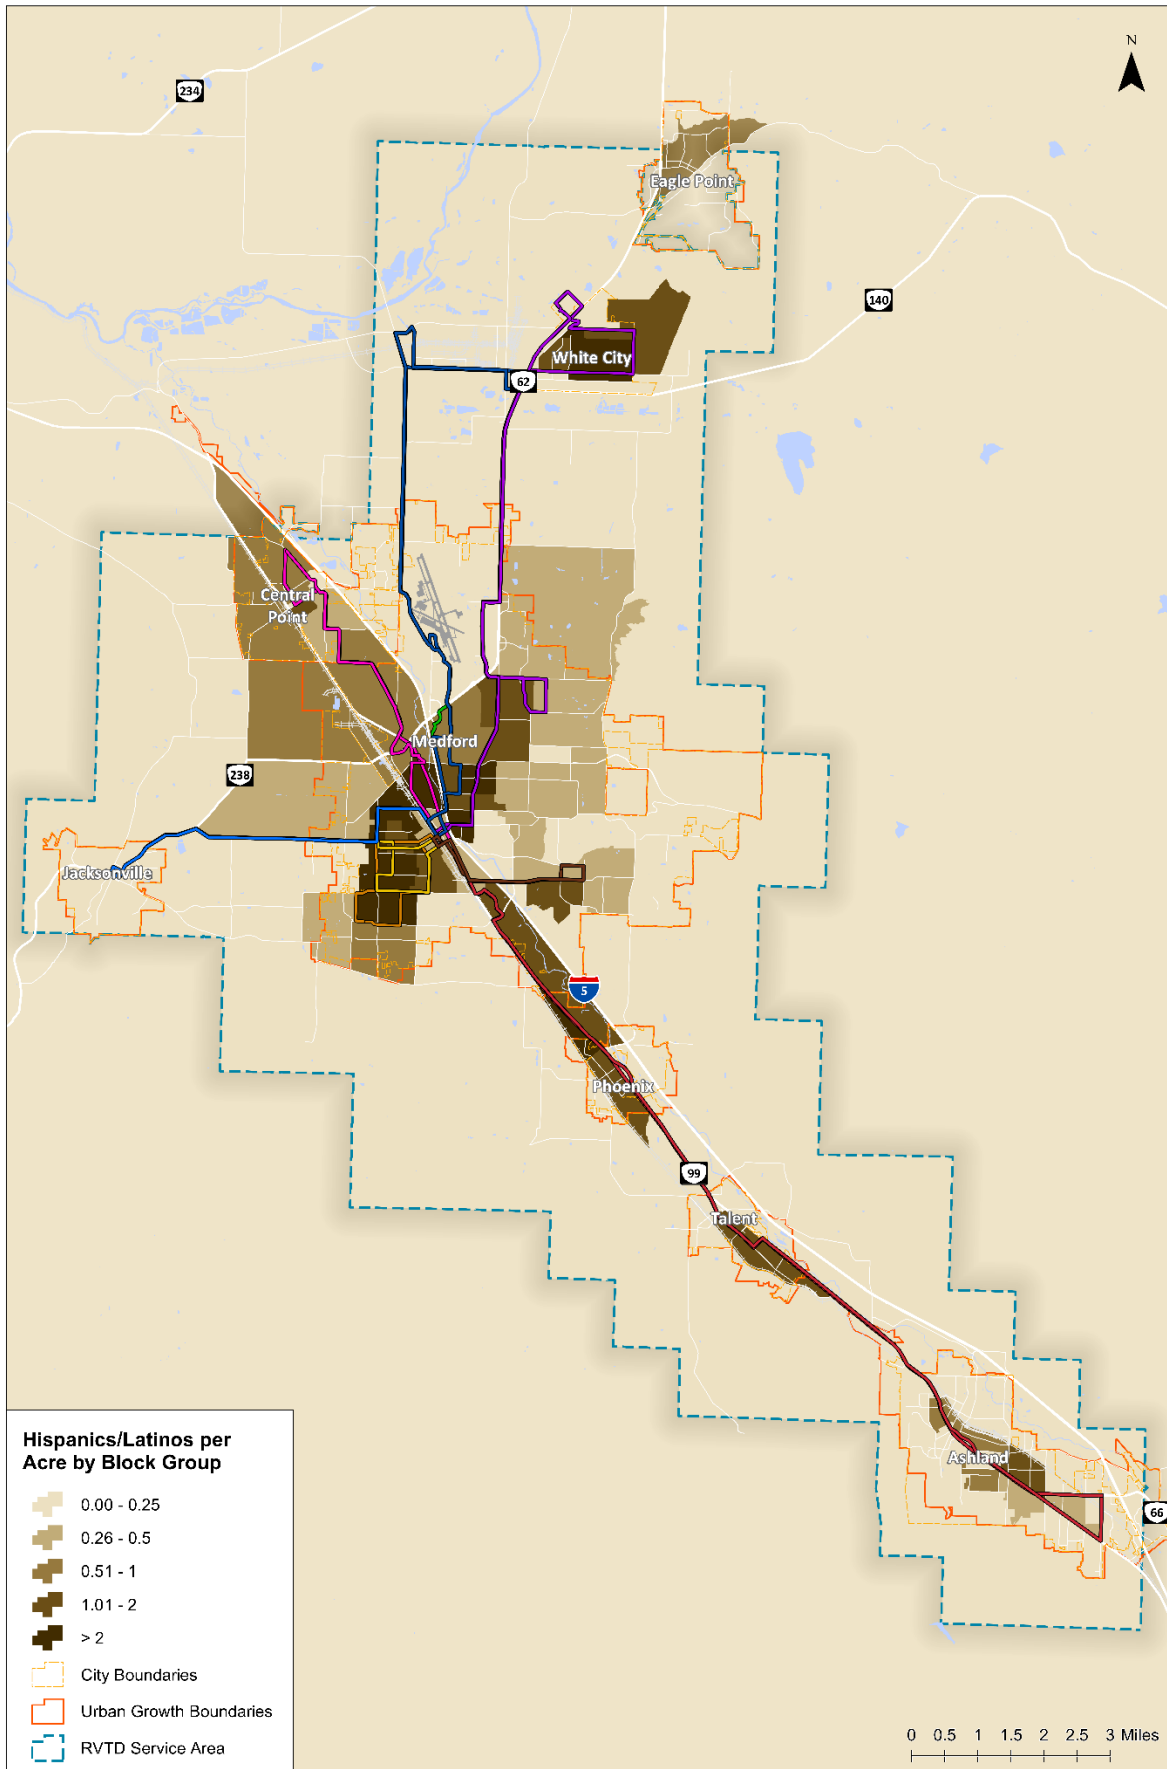 N
234
Eagle Point
140
White City
62
Central
Point
Medford
238
Jacksonville
5
Phoenix
99
Talent
Ashland
66
Hispanics/Latinos per
Acre by Block Group
0.00 - 0.25
0.26 - 0.5
0.51 - 1
1.01 - 2
> 2
City Boundaries
Urban Growth Boundaries
RVTD Service Area
0 0.5 1 1.5 2 2.5 3 Miles